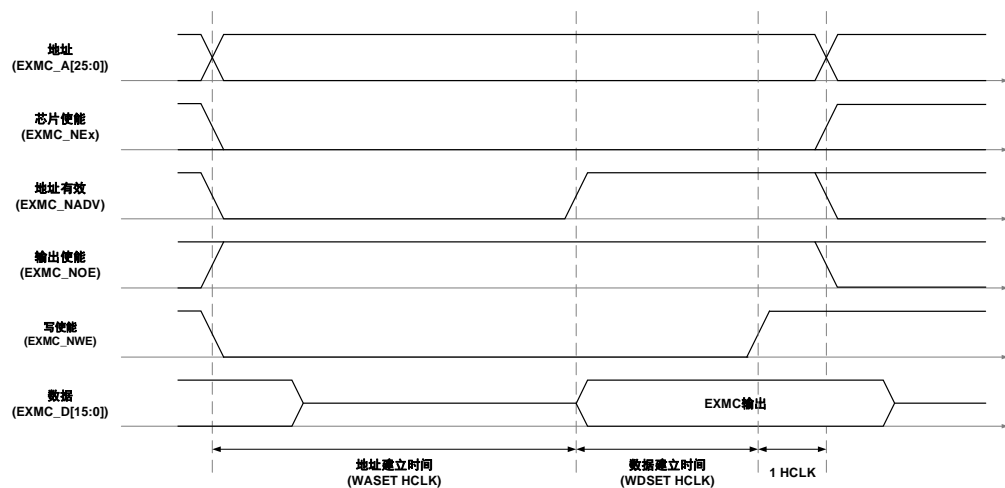 地址
(EXMC_A[25:0])
芯片使能
(EXMC_NEx)
地址有效
(EXMC_NADV)
输出使能
(EXMC_NOE)
写使能
(EXMC_NWE)
数据
(EXMC_D[15:0])
EXMC输出
地址建立时间
(WASET HCLK)
数据建立时间
(WDSET HCLK)
1 HCLK